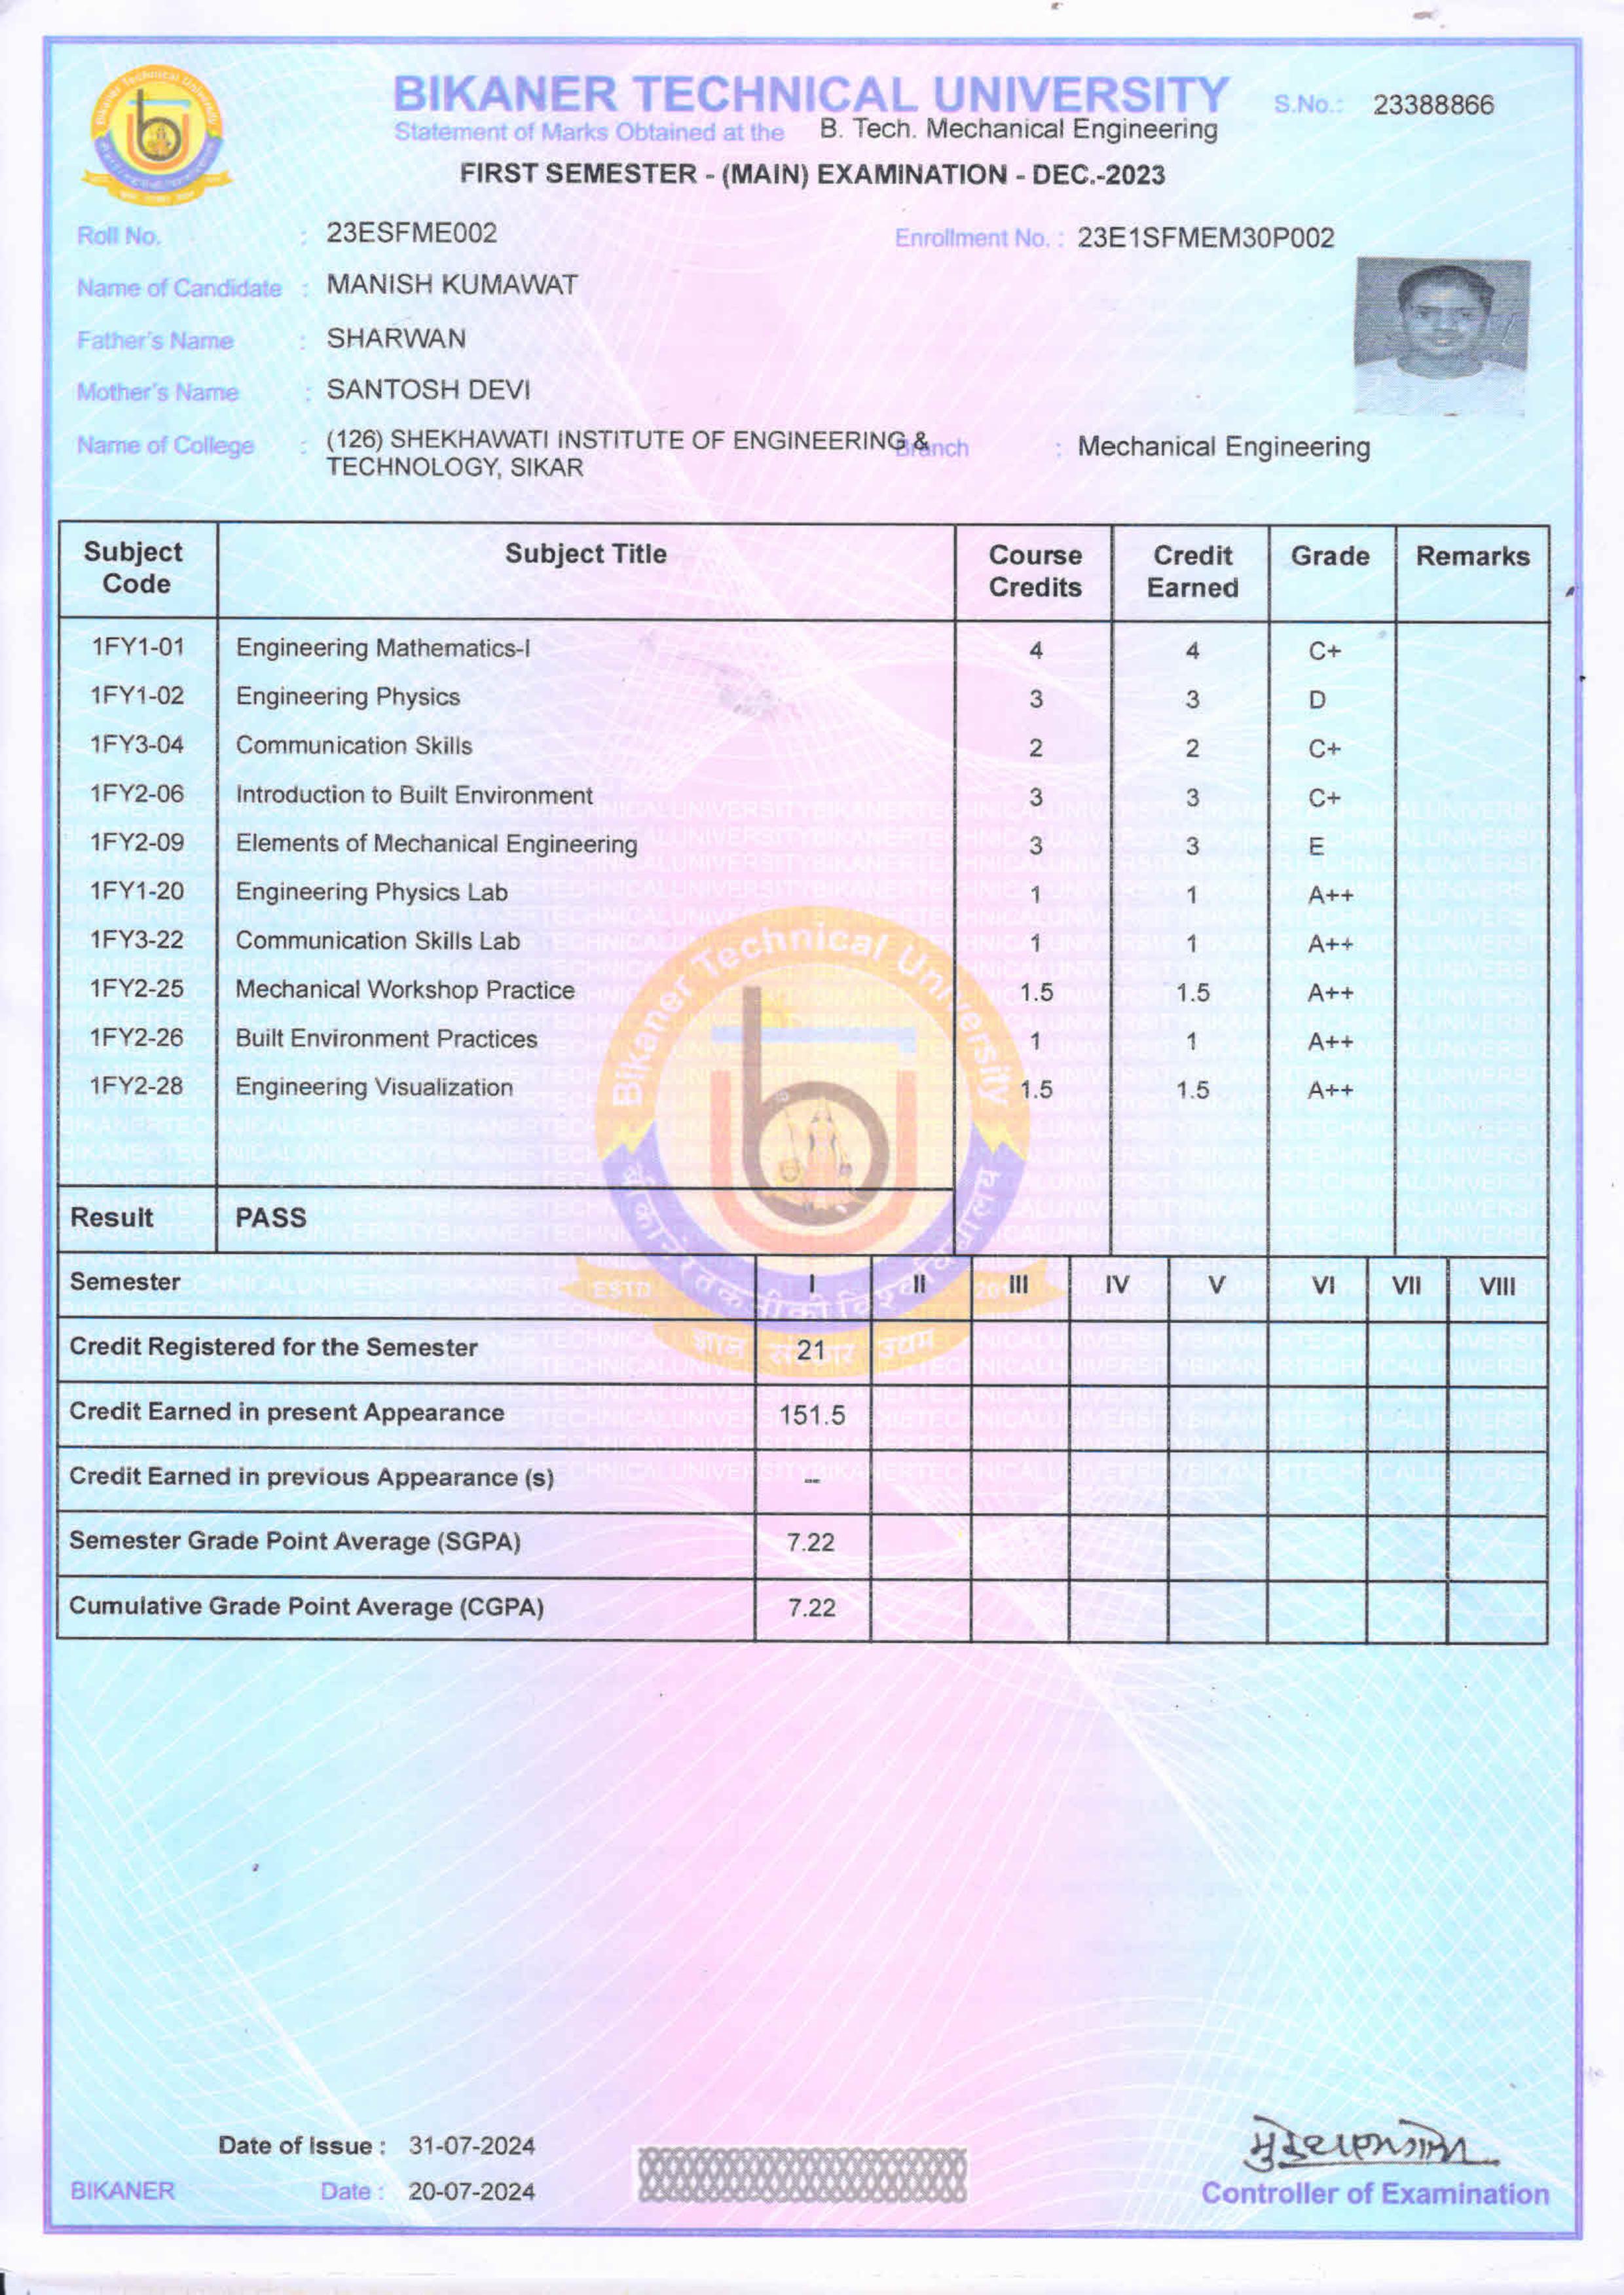 BIKANER TECHNICAL UNIVERSITY
S.No.: 23388866
Statement of Marks Obtained at the B. Tech. Mechanical Engineering
FIRST SEMESTER - (MAIN) EXAMINATION - DEC.-2023
Roll No. : 23ESFME002
Enrollment No. : 23E1SFMEM30P002
Name of Candidate : MANISH KUMAWAT
Father's Name : SHARWAN
Mother's Name : SANTOSH DEVI
Name of College : (126) SHEKHAWATI INSTITUTE OF ENGINEERING &
TECHNOLOGY, SIKAR
Branch : Mechanical Engineering
Subject Code Subject Title Course Credits Credit Earned Grade Remarks
1FY1-01 Engineering Mathematics-I 4 4 C+
1FY1-02 Engineering Physics 3 3 D
1FY3-04 Communication Skills 2 2 C+
1FY2-06 Introduction to Built Environment 3 3 C+
1FY2-09 Elements of Mechanical Engineering 3 3 E
1FY1-20 Engineering Physics Lab 1 1 A++
1FY3-22 Communication Skills Lab 1 1 A++
1FY2-25 Mechanical Workshop Practice 1.5 1.5 A++
1FY2-26 Built Environment Practices 1 1 A++
1FY2-28 Engineering Visualization 1.5 1.5 A++
Result PASS
Semester I II III IV V VI VII VIII
Credit Registered for the Semester 21
Credit Earned in present Appearance 151.5
Credit Earned in previous Appearance (s) --
Semester Grade Point Average (SGPA) 7.22
Cumulative Grade Point Average (CGPA) 7.22
Bikaner Technical University
बीकानेर तकनीकी विश्वविद्यालय
ESTD
Date of Issue : 31-07-2024
BIKANER Date : 20-07-2024
Controller of Examination